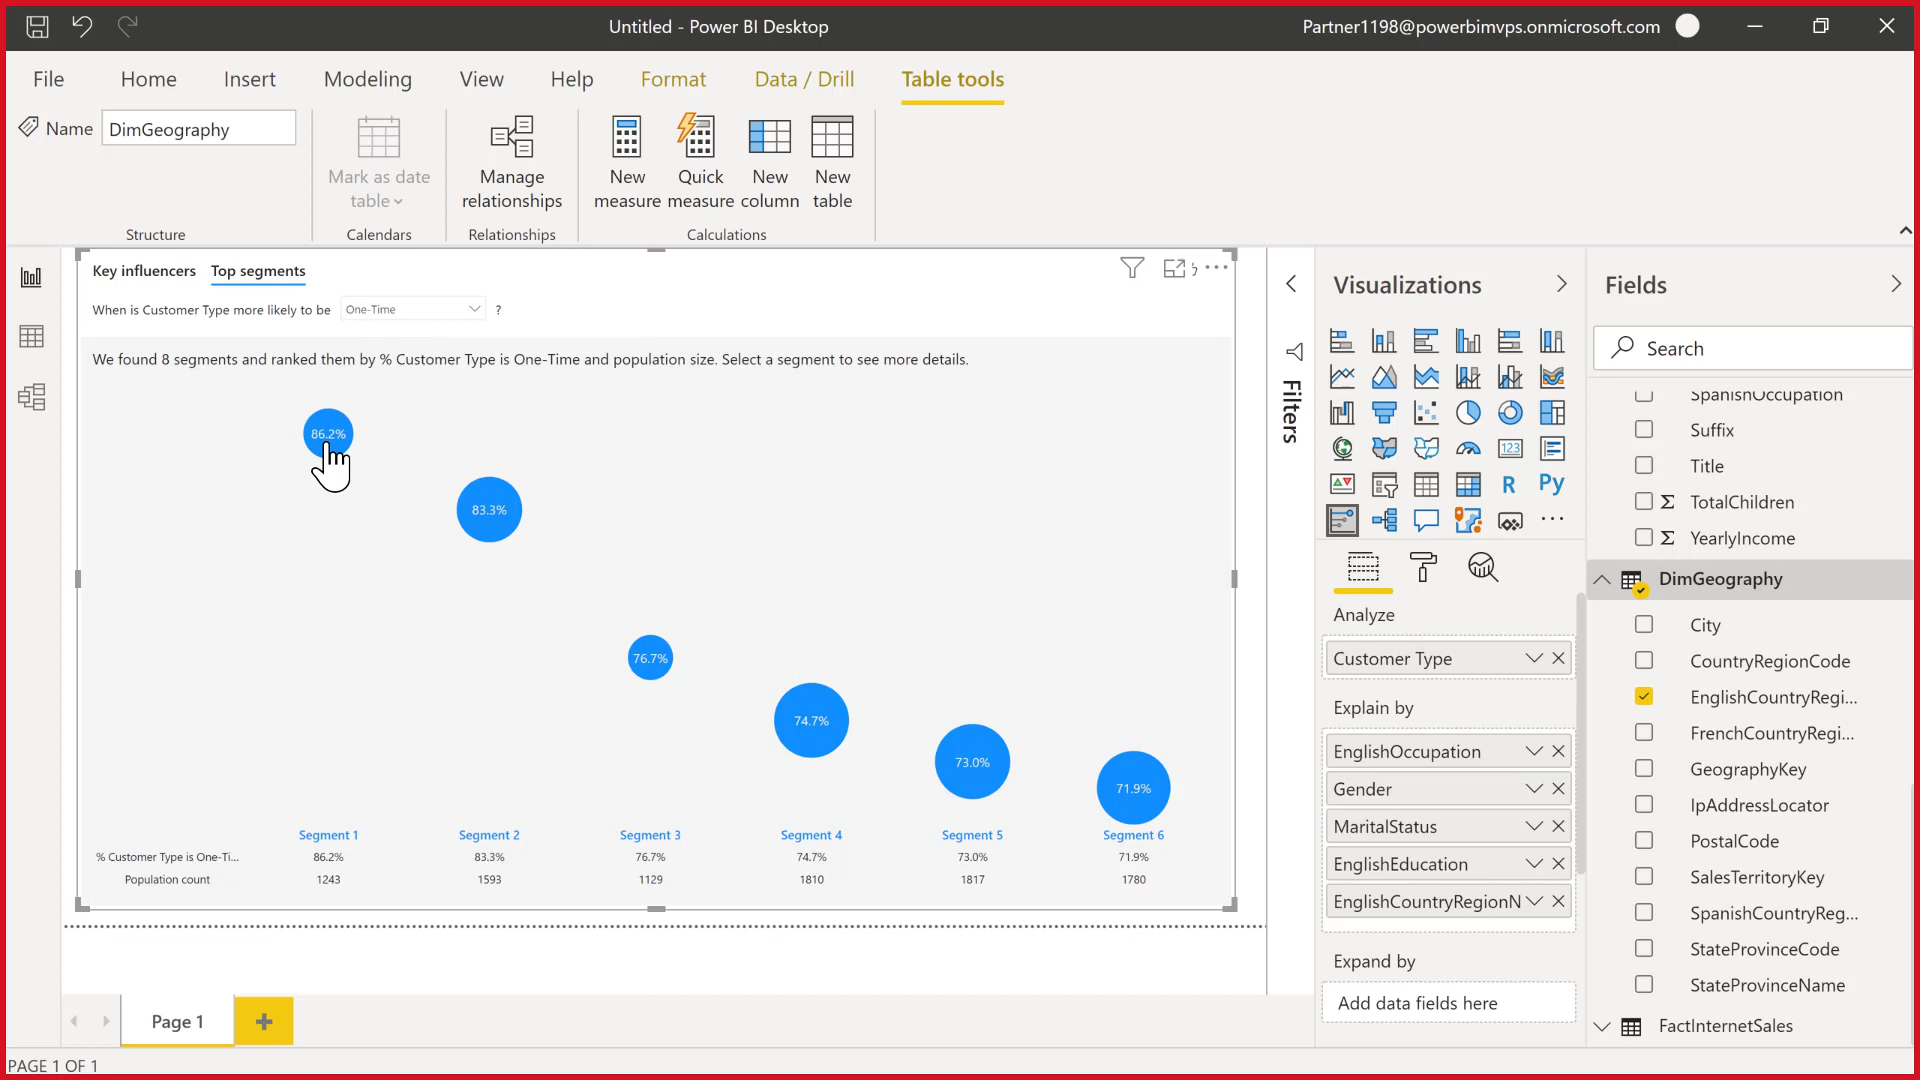 Untitled - Power BI Desktop
Partner1198@powerbimvps.onmicrosoft.com
File
Home
Insert
Modeling
View
Help
Format
Data / Drill
Table tools
Name
DimGeography
Mark as date
table
Manage
relationships
New
measure
Quick
measure
New
column
New
table
Structure
Calendars
Relationships
Calculations
Key influencers
Top segments
When is Customer Type more likely to be
One-Time
?
We found 8 segments and ranked them by % Customer Type is One-Time and population size. Select a segment to see more details.
86.2%
83.3%
76.7%
74.7%
73.0%
71.9%
Segment 1
Segment 2
Segment 3
Segment 4
Segment 5
Segment 6
% Customer Type is One-Ti...
86.2%
83.3%
76.7%
74.7%
73.0%
71.9%
Population count
1243
1593
1129
1810
1817
1780
Page 1
PAGE 1 OF 1
Filters
Visualizations
123
R
Py
Analyze
Customer Type
Explain by
EnglishOccupation
Gender
MaritalStatus
EnglishEducation
EnglishCountryRegionN
Expand by
Add data fields here
Fields
Search
SpanishOccupation
Suffix
Title
TotalChildren
YearlyIncome
DimGeography
City
CountryRegionCode
EnglishCountryRegi...
FrenchCountryRegi...
GeographyKey
IpAddressLocator
PostalCode
SalesTerritoryKey
SpanishCountryReg...
StateProvinceCode
StateProvinceName
FactInternetSales